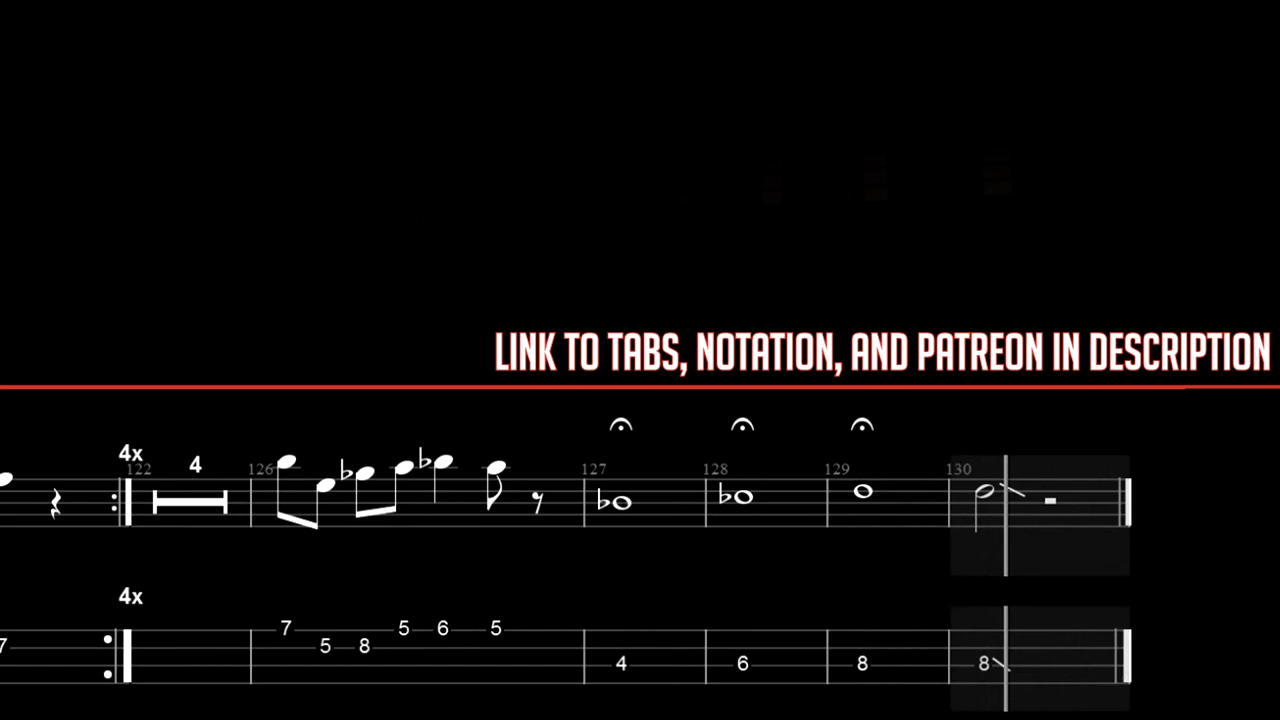 LINK TO TABS, NOTATION, AND PATREON IN DESCRIPTION
4x
122 4 126 127 128 129 130
4x
7 5 6 5
7 5 8
4 6 8 8